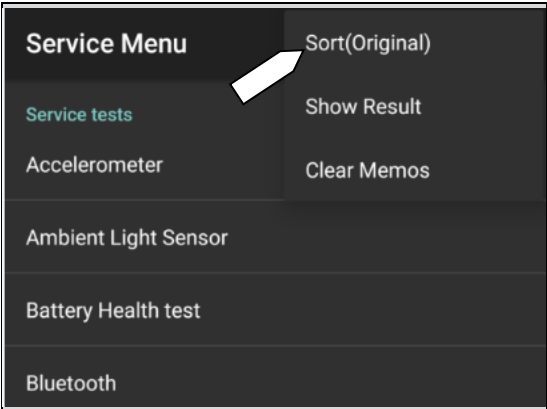 Service Menu
Sort(Original)
Show Result
Clear Memos
Service tests
Accelerometer
Ambient Light Sensor
Battery Health test
Bluetooth